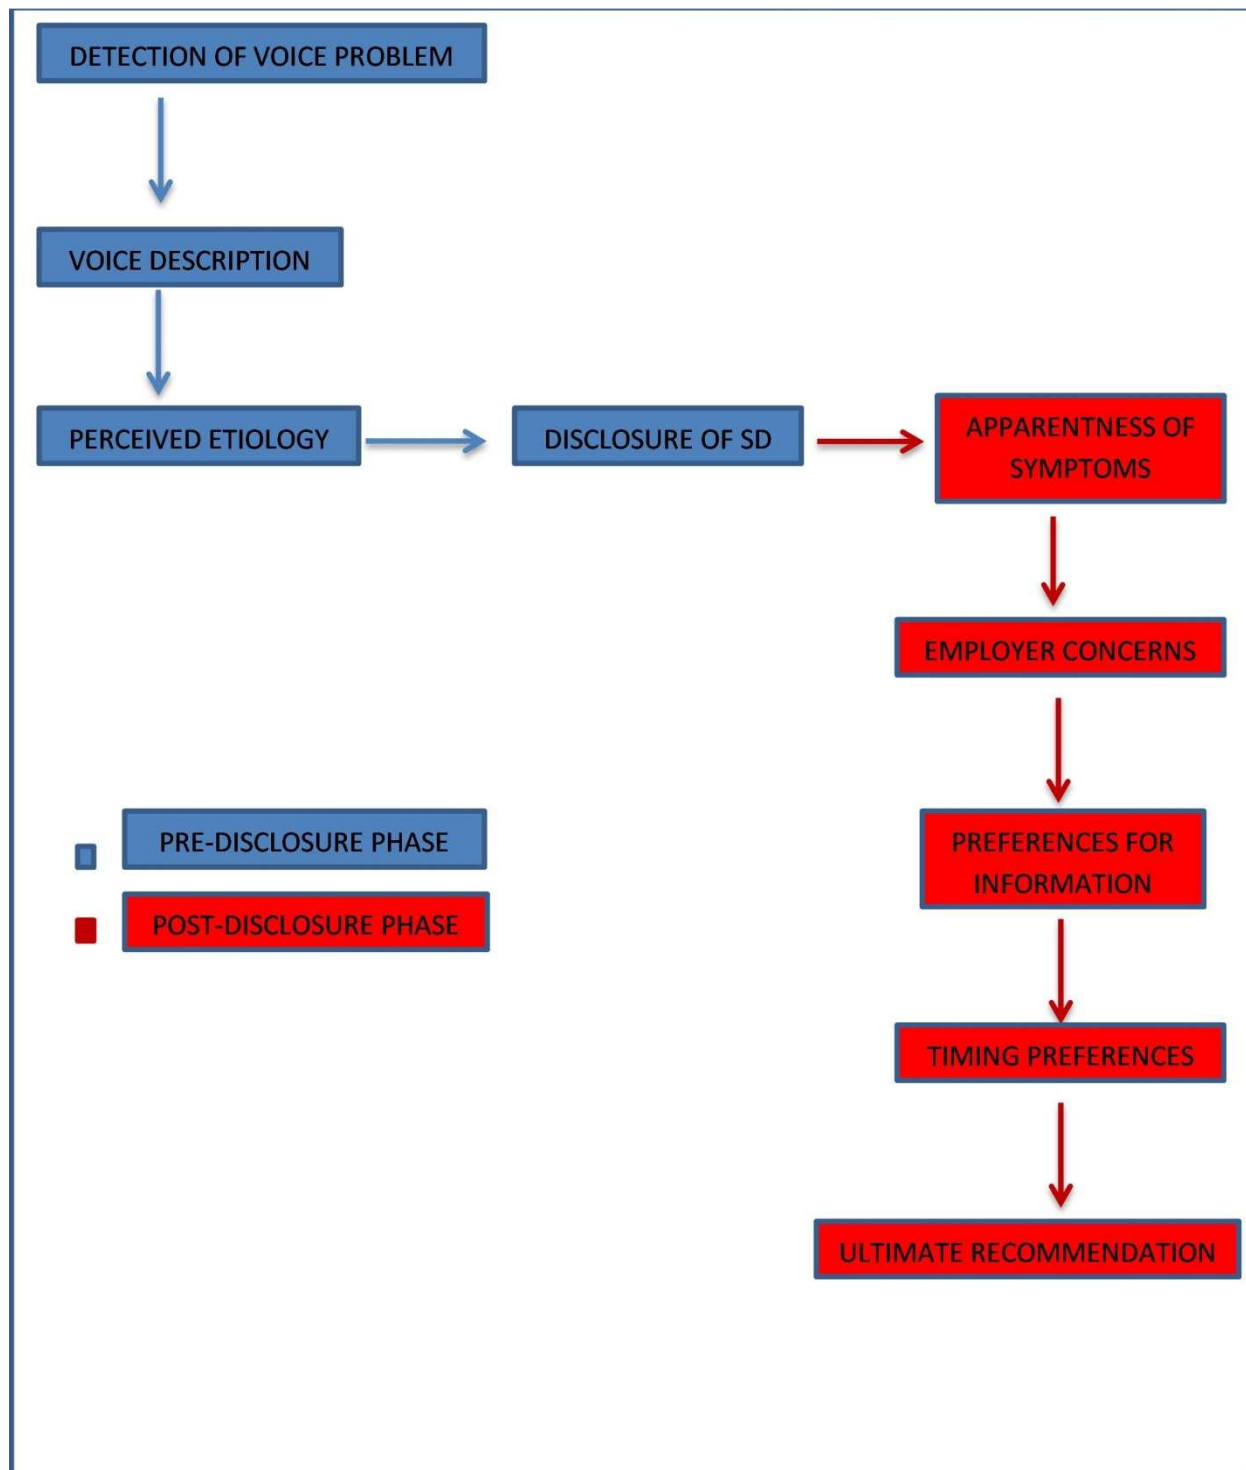 DETECTION OF VOICE PROBLEM
VOICE DESCRIPTION
PERCEIVED ETIOLOGY
DISCLOSURE OF SD
APPARENTNESS OF
SYMPTOMS
EMPLOYER CONCERNS
PREFERENCES FOR
INFORMATION
TIMING PREFERENCES
ULTIMATE RECOMMENDATION
PRE-DISCLOSURE PHASE
POST-DISCLOSURE PHASE